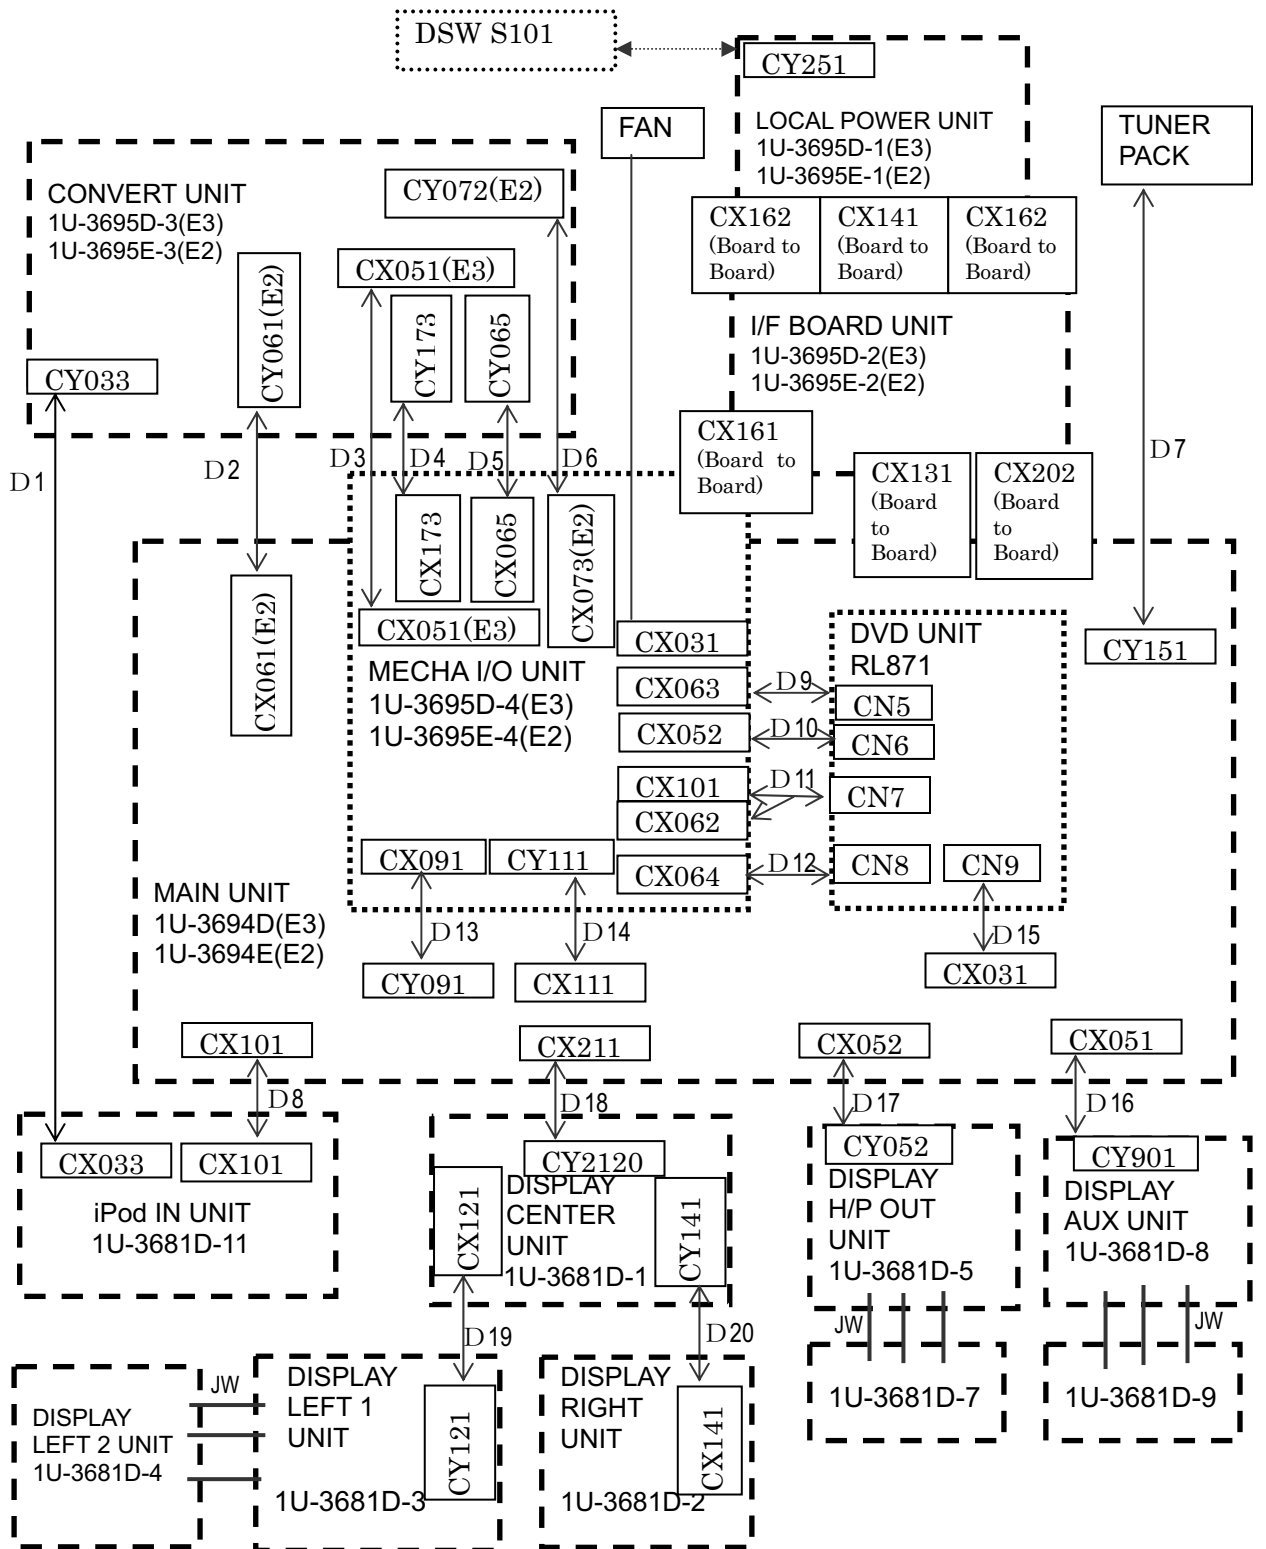 DSW S101
CY251
FAN
LOCAL POWER UNIT
1U-3695D-1(E3)
1U-3695E-1(E2)
TUNER
PACK
CONVERT UNIT
1U-3695D-3(E3)
1U-3695E-3(E2)
CY072(E2)
CX051(E3)
CY061(E2)
CY173
CY065
CY033
CX162
(Board to
Board)
CX141
(Board to
Board)
CX162
(Board to
Board)
I/F BOARD UNIT
1U-3695D-2(E3)
1U-3695E-2(E2)
CX161
(Board to
Board)
CX131
(Board
to
Board)
CX202
(Board
to
Board)
D1
D2
D3
D4
D5
D6
D7
CX173
CX065
CX073(E2)
CX061(E2)
CX051(E3)
MECHA I/O UNIT
1U-3695D-4(E3)
1U-3695E-4(E2)
CX031
CX063
CX052
CX101
CX062
CX064
D9
D10
D11
D12
DVD UNIT
RL871
CN5
CN6
CN7
CN8
CN9
CY151
CX091
CY111
MAIN UNIT
1U-3694D(E3)
1U-3694E(E2)
D13
D14
D15
CY091
CX111
CX031
CX101
CX211
CX052
CX051
D8
D18
D17
D16
CX033
CX101
iPod IN UNIT
1U-3681D-11
CY2120
CX121
DISPLAY
CENTER
UNIT
1U-3681D-1
CY141
CY052
DISPLAY
H/P OUT
UNIT
1U-3681D-5
CY901
DISPLAY
AUX UNIT
1U-3681D-8
D19
D20
JW
JW
JW
DISPLAY
LEFT 2 UNIT
1U-3681D-4
DISPLAY
LEFT 1
UNIT
CY121
1U-3681D-3
DISPLAY
RIGHT
UNIT
CX141
1U-3681D-2
1U-3681D-7
1U-3681D-9